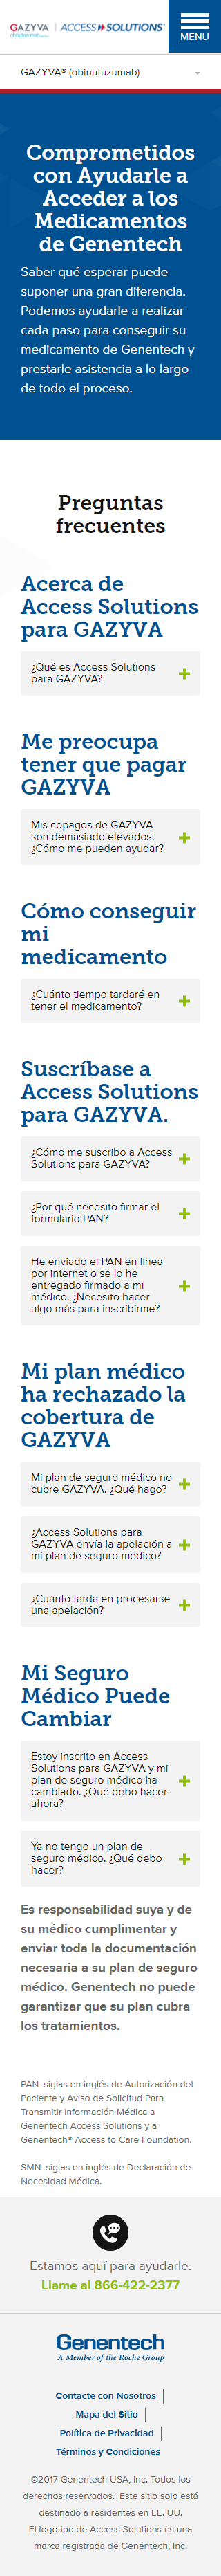 GAZYVA ACCESS SOLUTIONS®
MENU
GAZYVA® (obinutuzumab)
Comprometidos
con Ayudarle a
Acceder a los
Medicamentos
de Genentech
Saber qué esperar puede
suponer una gran diferencia.
Podemos ayudarle a realizar
cada paso para conseguir su
medicamento de Genentech y
prestarle asistencia a lo largo
de todo el proceso.
Preguntas
frecuentes
Acerca de
Access Solutions
para GAZYVA
¿Qué es Access Solutions
para GAZYVA?
Me preocupa
tener que pagar
GAZYVA
Mis copagos de GAZYVA
son demasiado elevados.
¿Cómo me pueden ayudar?
Cómo conseguir
mi
medicamento
¿Cuánto tiempo tardaré en
tener el medicamento?
Suscríbase a
Access Solutions
para GAZYVA.
¿Cómo me suscribo a Access
Solutions para GAZYVA?
¿Por qué necesito firmar el
formulario PAN?
He enviado el PAN en línea
por internet o se lo he
entregado firmado a mi
médico. ¿Necesito hacer
algo más para inscribirme?
Mi plan médico
ha rechazado la
cobertura de
GAZYVA
Mi plan de seguro médico no
cubre GAZYVA. ¿Qué hago?
¿Access Solutions para
GAZYVA envía la apelación a
mi plan de seguro médico?
¿Cuánto tarda en procesarse
una apelación?
Mi Seguro
Médico Puede
Cambiar
Estoy inscrito en Access
Solutions para GAZYVA y mi
plan de seguro médico ha
cambiado. ¿Qué debo hacer
ahora?
Ya no tengo un plan de
seguro médico. ¿Qué debo
hacer?
Es responsabilidad suya y de
su médico cumplimentar y
enviar toda la documentación
necesaria a su plan de seguro
médico. Genentech no puede
garantizar que su plan cubra
los tratamientos.
PAN=siglas en inglés de Autorización del
Paciente y Aviso de Solicitud Para
Transmitir Información Médica a
Genentech Access Solutions y a
Genentech® Access to Care Foundation.
SMN=siglas en inglés de Declaración de
Necesidad Médica.
Estamos aquí para ayudarle.
Llame al 866-422-2377
Genentech
A Member of the Roche Group
Contacte con Nosotros
Mapa del Sitio
Política de Privacidad
Términos y Condiciones
©2017 Genentech USA, Inc. Todos los
derechos reservados. Este sitio solo está
destinado a residentes en EE. UU.
El logotipo de Access Solutions es una
marca registrada de Genentech, Inc.